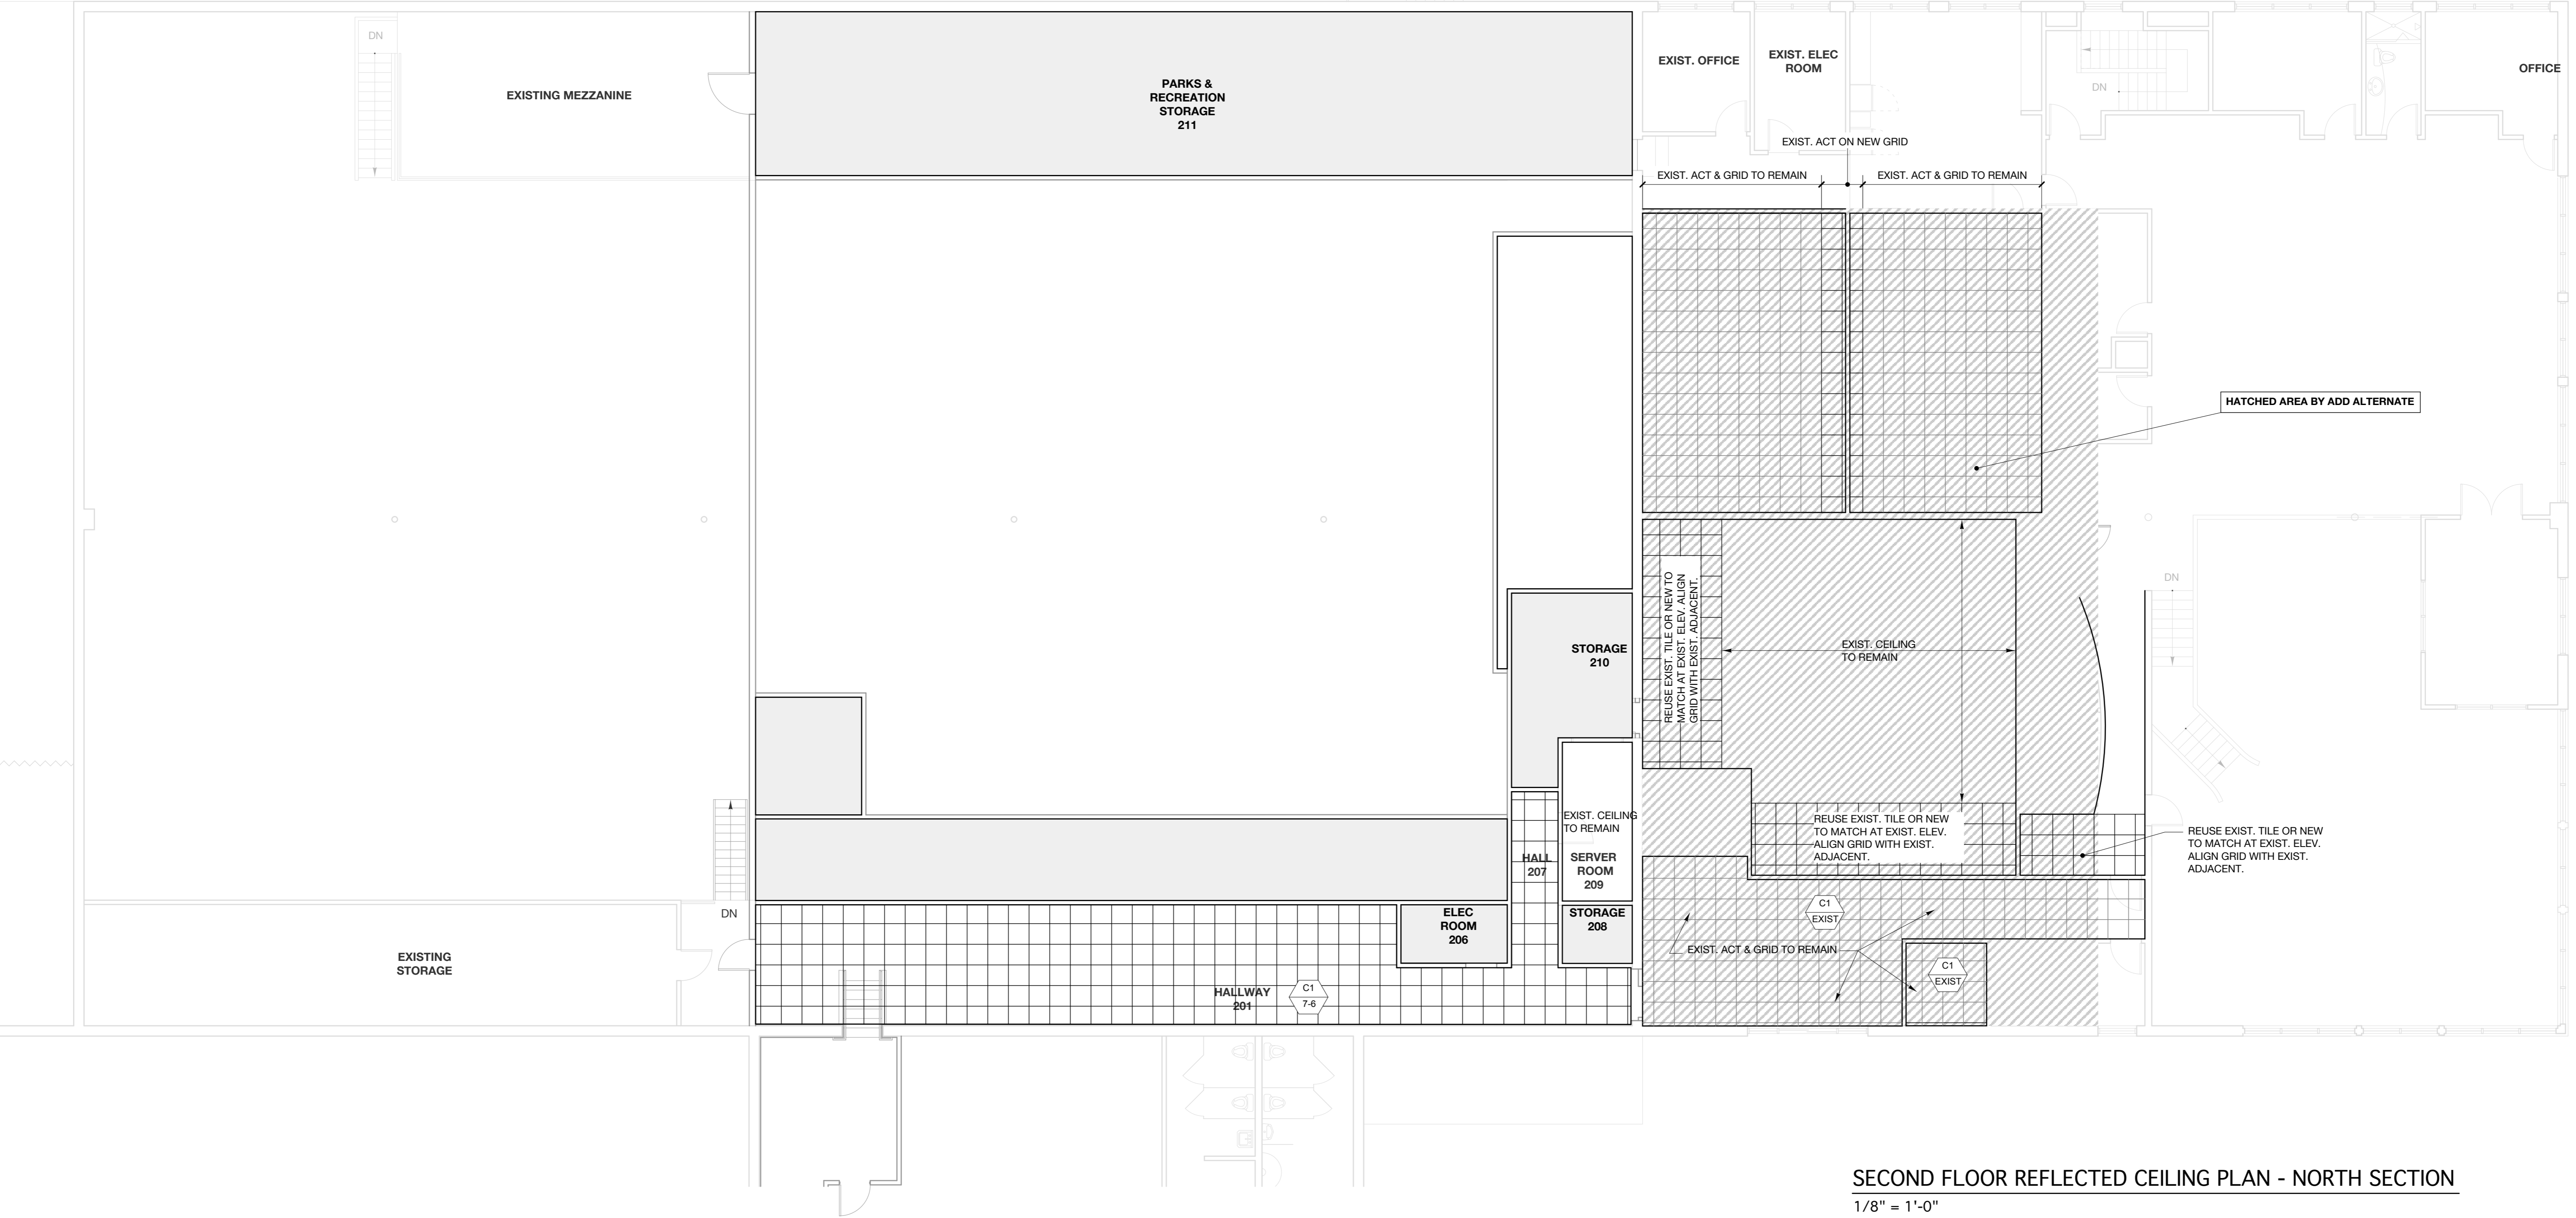 DN
EXISTING MEZZANINE
PARKS &
RECREATION
STORAGE
211
EXIST. OFFICE
EXIST. ELEC
ROOM
DN
OFFICE
EXIST. ACT ON NEW GRID
EXIST. ACT & GRID TO REMAIN
EXIST. ACT & GRID TO REMAIN
HATCHED AREA BY ADD ALTERNATE
REUSE EXIST. TILE OR NEW TO
MATCH AT EXIST. ELEV. ALIGN
GRID WITH EXIST. ADJACENT.
EXIST. CEILING
TO REMAIN
DN
STORAGE
210
EXIST. CEILING
TO REMAIN
HALL
207
SERVER
ROOM
209
REUSE EXIST. TILE OR NEW
TO MATCH AT EXIST. ELEV.
ALIGN GRID WITH EXIST.
ADJACENT.
REUSE EXIST. TILE OR NEW
TO MATCH AT EXIST. ELEV.
ALIGN GRID WITH EXIST.
ADJACENT.
DN
ELEC
ROOM
206
STORAGE
208
C1
EXIST
EXIST. ACT & GRID TO REMAIN
C1
EXIST
EXISTING
STORAGE
HALLWAY
201
C1
7-6
SECOND FLOOR REFLECTED CEILING PLAN - NORTH SECTION
1/8" = 1'-0"